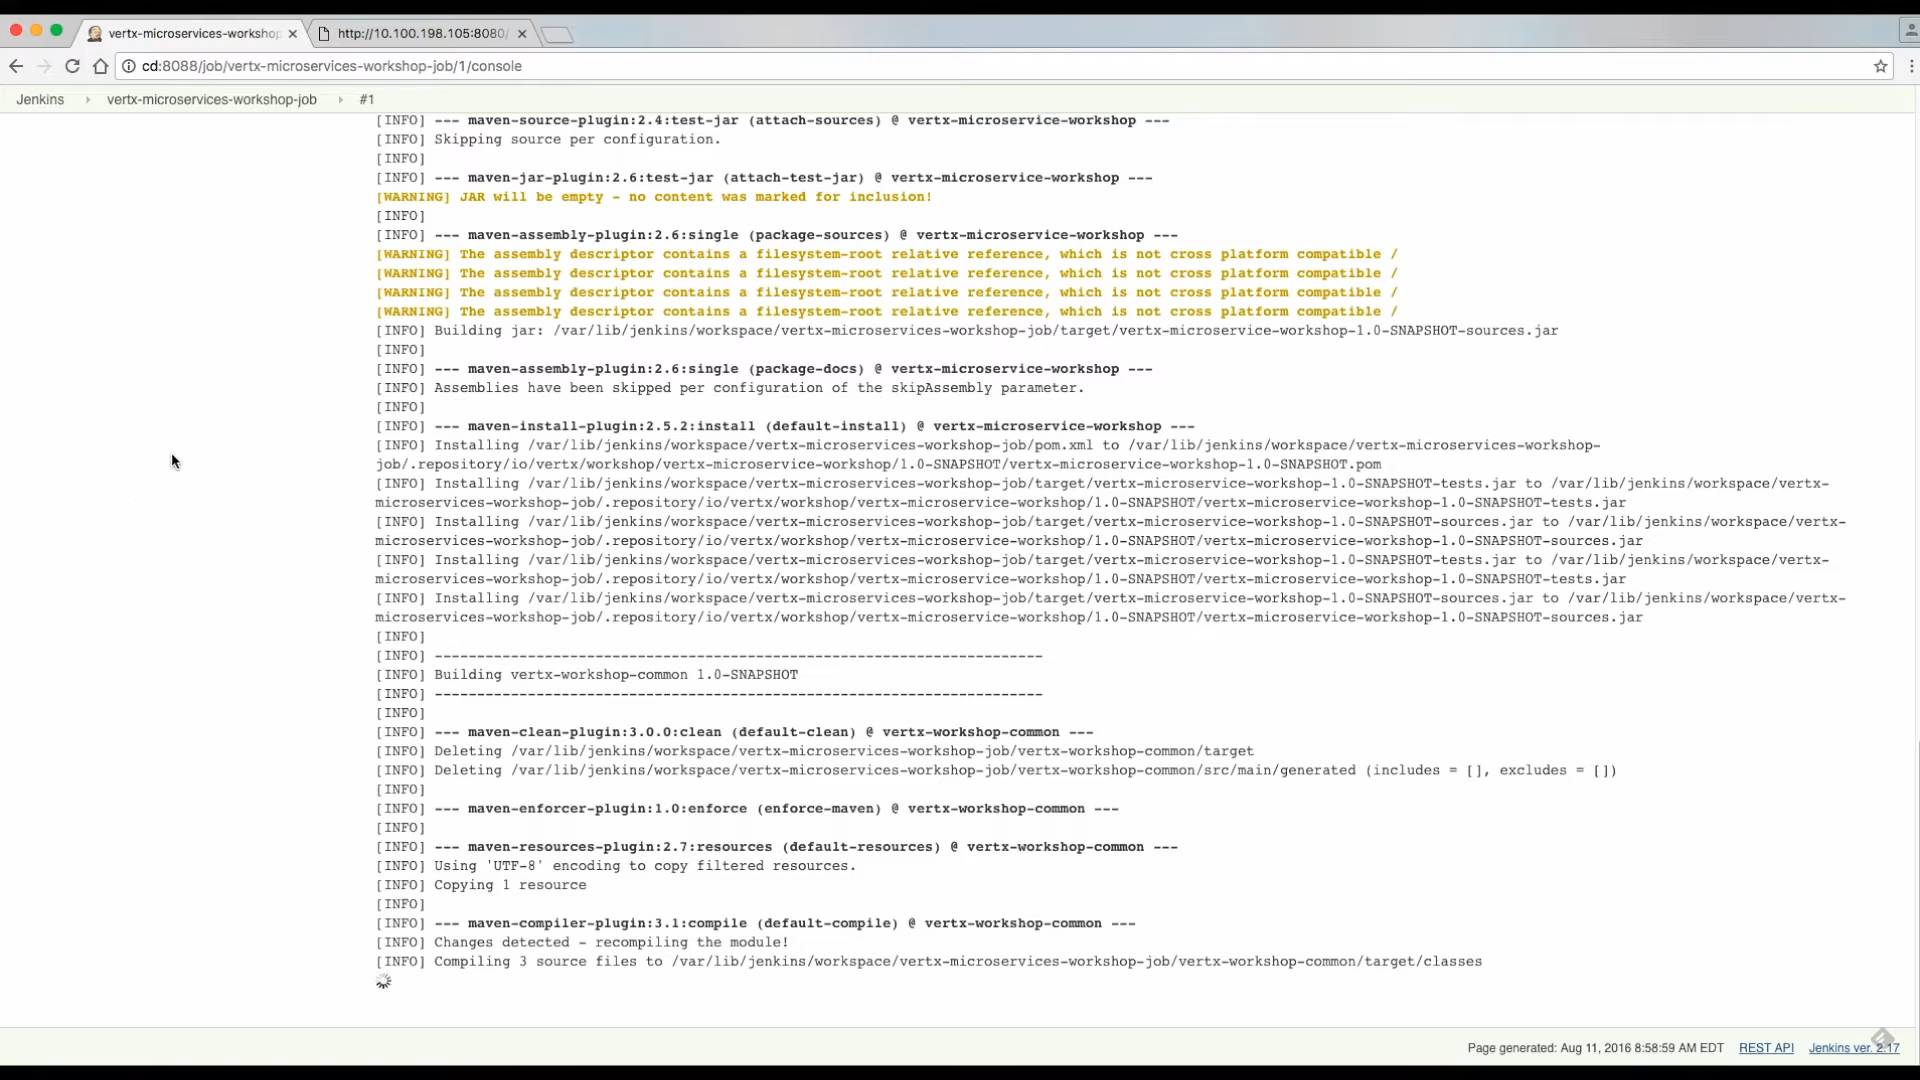 vertx-microservices-workshop
http://10.100.198.105:8080/
cd:8088/job/vertx-microservices-workshop-job/1/console
Jenkins vertx-microservices-workshop-job #1
[INFO] --- maven-source-plugin:2.4:test-jar (attach-sources) @ vertx-microservice-workshop ---
[INFO] Skipping source per configuration.
[INFO]
[INFO] --- maven-jar-plugin:2.6:test-jar (attach-test-jar) @ vertx-microservice-workshop ---
[WARNING] JAR will be empty - no content was marked for inclusion!
[INFO]
[INFO] --- maven-assembly-plugin:2.6:single (package-sources) @ vertx-microservice-workshop ---
[WARNING] The assembly descriptor contains a filesystem-root relative reference, which is not cross platform compatible /
[WARNING] The assembly descriptor contains a filesystem-root relative reference, which is not cross platform compatible /
[WARNING] The assembly descriptor contains a filesystem-root relative reference, which is not cross platform compatible /
[WARNING] The assembly descriptor contains a filesystem-root relative reference, which is not cross platform compatible /
[INFO] Building jar: /var/lib/jenkins/workspace/vertx-microservices-workshop-job/target/vertx-microservice-workshop-1.0-SNAPSHOT-sources.jar
[INFO]
[INFO] --- maven-assembly-plugin:2.6:single (package-docs) @ vertx-microservice-workshop ---
[INFO] Assemblies have been skipped per configuration of the skipAssembly parameter.
[INFO]
[INFO] --- maven-install-plugin:2.5.2:install (default-install) @ vertx-microservice-workshop ---
[INFO] Installing /var/lib/jenkins/workspace/vertx-microservices-workshop-job/pom.xml to /var/lib/jenkins/workspace/vertx-microservices-workshop-
job/.repository/io/vertx/workshop/vertx-microservice-workshop/1.0-SNAPSHOT/vertx-microservice-workshop-1.0-SNAPSHOT.pom
[INFO] Installing /var/lib/jenkins/workspace/vertx-microservices-workshop-job/target/vertx-microservice-workshop-1.0-SNAPSHOT-tests.jar to /var/lib/jenkins/workspace/vertx-
microservices-workshop-job/.repository/io/vertx/workshop/vertx-microservice-workshop/1.0-SNAPSHOT/vertx-microservice-workshop-1.0-SNAPSHOT-tests.jar
[INFO] Installing /var/lib/jenkins/workspace/vertx-microservices-workshop-job/target/vertx-microservice-workshop-1.0-SNAPSHOT-sources.jar to /var/lib/jenkins/workspace/vertx-
microservices-workshop-job/.repository/io/vertx/workshop/vertx-microservice-workshop/1.0-SNAPSHOT/vertx-microservice-workshop-1.0-SNAPSHOT-sources.jar
[INFO] Installing /var/lib/jenkins/workspace/vertx-microservices-workshop-job/target/vertx-microservice-workshop-1.0-SNAPSHOT-tests.jar to /var/lib/jenkins/workspace/vertx-
microservices-workshop-job/.repository/io/vertx/workshop/vertx-microservice-workshop/1.0-SNAPSHOT/vertx-microservice-workshop-1.0-SNAPSHOT-tests.jar
[INFO] Installing /var/lib/jenkins/workspace/vertx-microservices-workshop-job/target/vertx-microservice-workshop-1.0-SNAPSHOT-sources.jar to /var/lib/jenkins/workspace/vertx-
microservices-workshop-job/.repository/io/vertx/workshop/vertx-microservice-workshop/1.0-SNAPSHOT/vertx-microservice-workshop-1.0-SNAPSHOT-sources.jar
[INFO]
[INFO] ------------------------------------------------------------------------
[INFO] Building vertx-workshop-common 1.0-SNAPSHOT
[INFO] ------------------------------------------------------------------------
[INFO]
[INFO] --- maven-clean-plugin:3.0.0:clean (default-clean) @ vertx-workshop-common ---
[INFO] Deleting /var/lib/jenkins/workspace/vertx-microservices-workshop-job/vertx-workshop-common/target
[INFO] Deleting /var/lib/jenkins/workspace/vertx-microservices-workshop-job/vertx-workshop-common/src/main/generated (includes = [], excludes = [])
[INFO]
[INFO] --- maven-enforcer-plugin:1.0:enforce (enforce-maven) @ vertx-workshop-common ---
[INFO]
[INFO] --- maven-resources-plugin:2.7:resources (default-resources) @ vertx-workshop-common ---
[INFO] Using 'UTF-8' encoding to copy filtered resources.
[INFO] Copying 1 resource
[INFO]
[INFO] --- maven-compiler-plugin:3.1:compile (default-compile) @ vertx-workshop-common ---
[INFO] Changes detected - recompiling the module!
[INFO] Compiling 3 source files to /var/lib/jenkins/workspace/vertx-microservices-workshop-job/vertx-workshop-common/target/classes
Page generated: Aug 11, 2016 8:58:59 AM EDT REST API Jenkins ver. 2.17